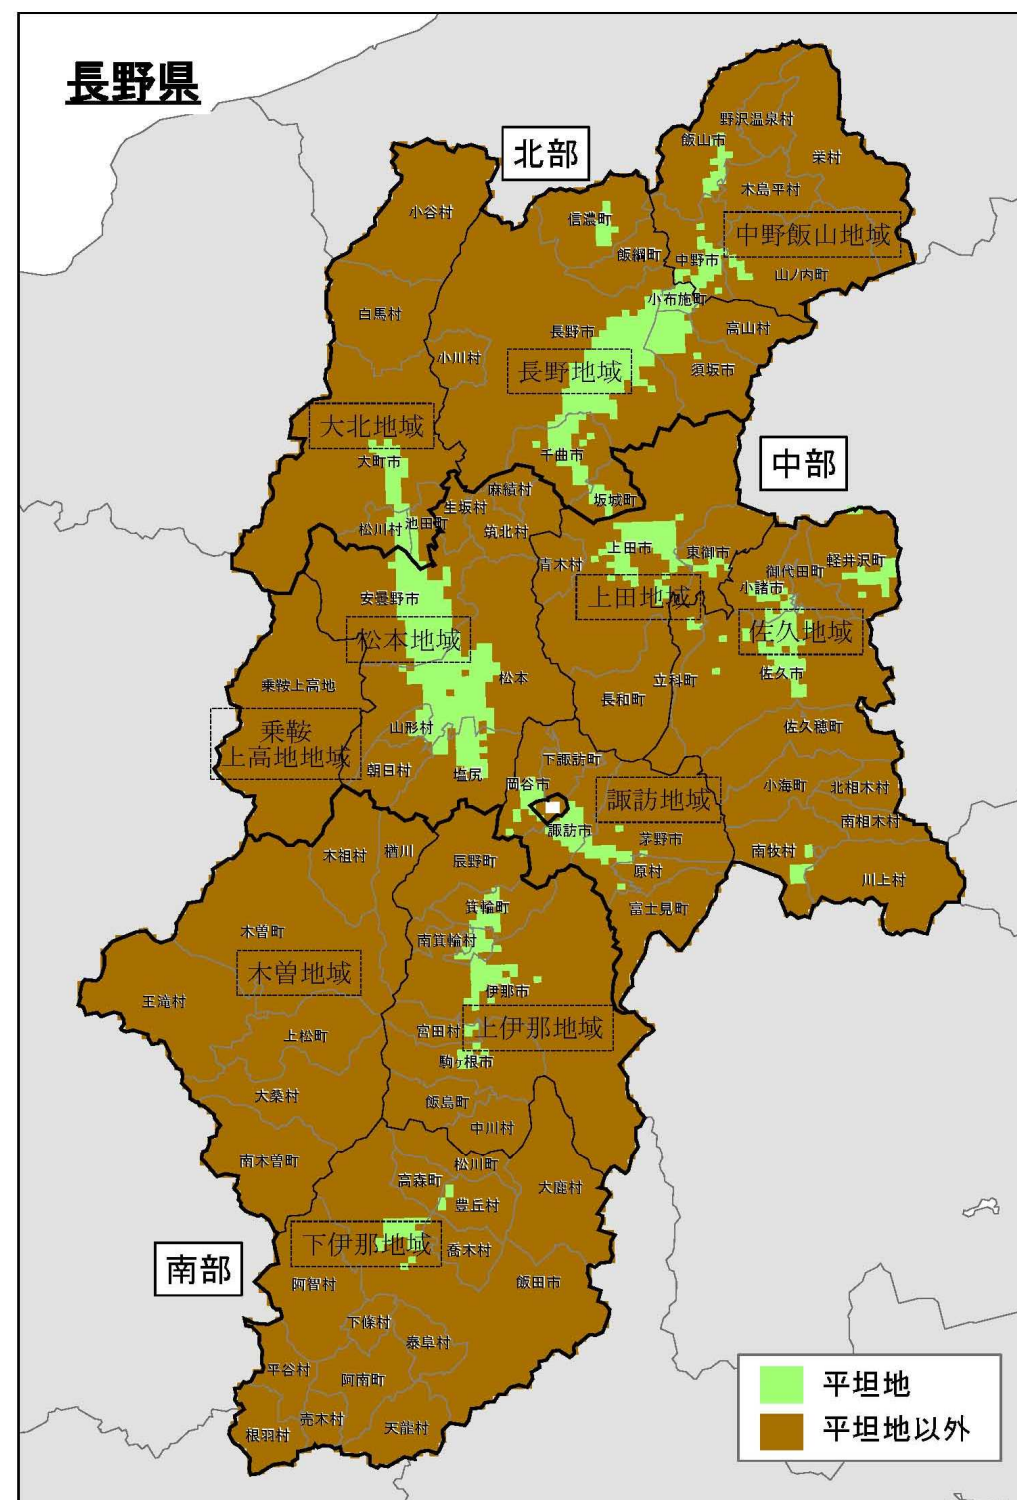 長野県
北部
野沢温泉村
飯山市
栄村
木島平村
小谷村
信濃町
中野飯山地域
飯綱町
中野市
山ノ内町
小布施町
白馬村
長野市
高山村
小川村
長野地域
須坂市
大北地域
中部
千曲市
大町市
麻績村
坂城町
生坂村
池田町
松川村
筑北村
上田市
東御市
軽井沢町
青木村
御代田町
小諸市
安曇野市
上田地域
松本地域
佐久地域
佐久市
松本
立科町
乗鞍上高地
長和町
山形村
佐久穂町
乗鞍
上高地地域
下諏訪町
朝日村
塩尻
岡谷市
小海町
北相木村
諏訪地域
南相木村
諏訪市
茅野市
木祖村
楢川
南牧村
辰野町
原村
川上村
箕輪町
富士見町
木曽町
南箕輪村
木曽地域
伊那市
王滝村
宮田村
上伊那地域
上松町
駒ヶ根市
大桑村
飯島町
中川村
南木曽町
松川町
高森町
大鹿村
豊丘村
下伊那地域
喬木村
南部
阿智村
飯田市
下條村
泰阜村
平谷村
阿南町
売木村
天龍村
根羽村
平坦地
平坦地以外